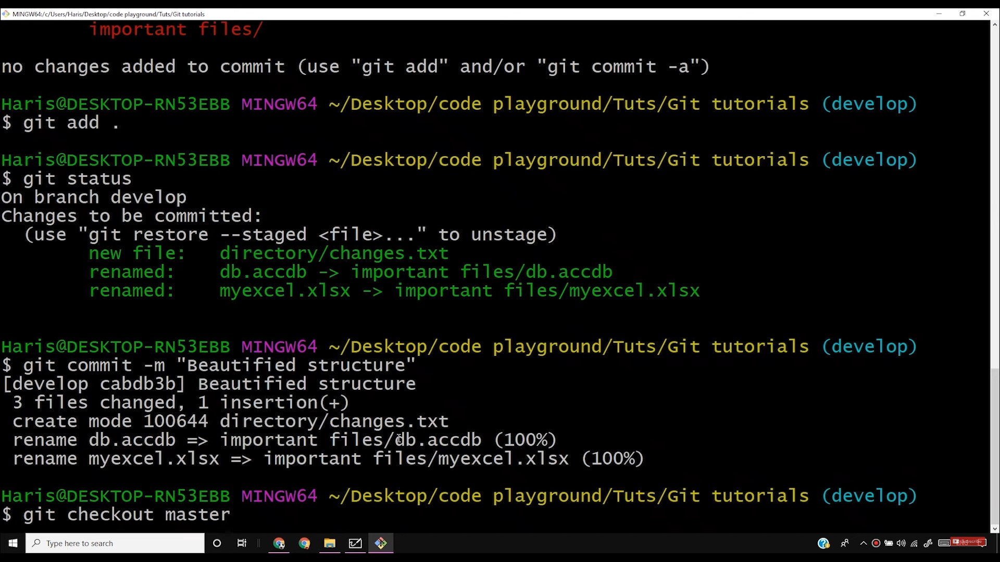 MINGW64:/c/Users/Haris/Desktop/code playground/Tuts/Git tutorials
important files/
no changes added to commit (use "git add" and/or "git commit -a")
Haris@DESKTOP-RN53EBB MINGW64 ~/Desktop/code playground/Tuts/Git tutorials (develop)
$ git add .
Haris@DESKTOP-RN53EBB MINGW64 ~/Desktop/code playground/Tuts/Git tutorials (develop)
$ git status
On branch develop
Changes to be committed:
(use "git restore --staged <file>..." to unstage)
new file: directory/changes.txt
renamed: db.accdb -> important files/db.accdb
renamed: myexcel.xlsx -> important files/myexcel.xlsx
Haris@DESKTOP-RN53EBB MINGW64 ~/Desktop/code playground/Tuts/Git tutorials (develop)
$ git commit -m "Beautified structure"
[develop cabdb3b] Beautified structure
3 files changed, 1 insertion(+)
create mode 100644 directory/changes.txt
rename db.accdb => important files/db.accdb (100%)
rename myexcel.xlsx => important files/myexcel.xlsx (100%)
Haris@DESKTOP-RN53EBB MINGW64 ~/Desktop/code playground/Tuts/Git tutorials (develop)
$ git checkout master
Type here to search
Subscribe